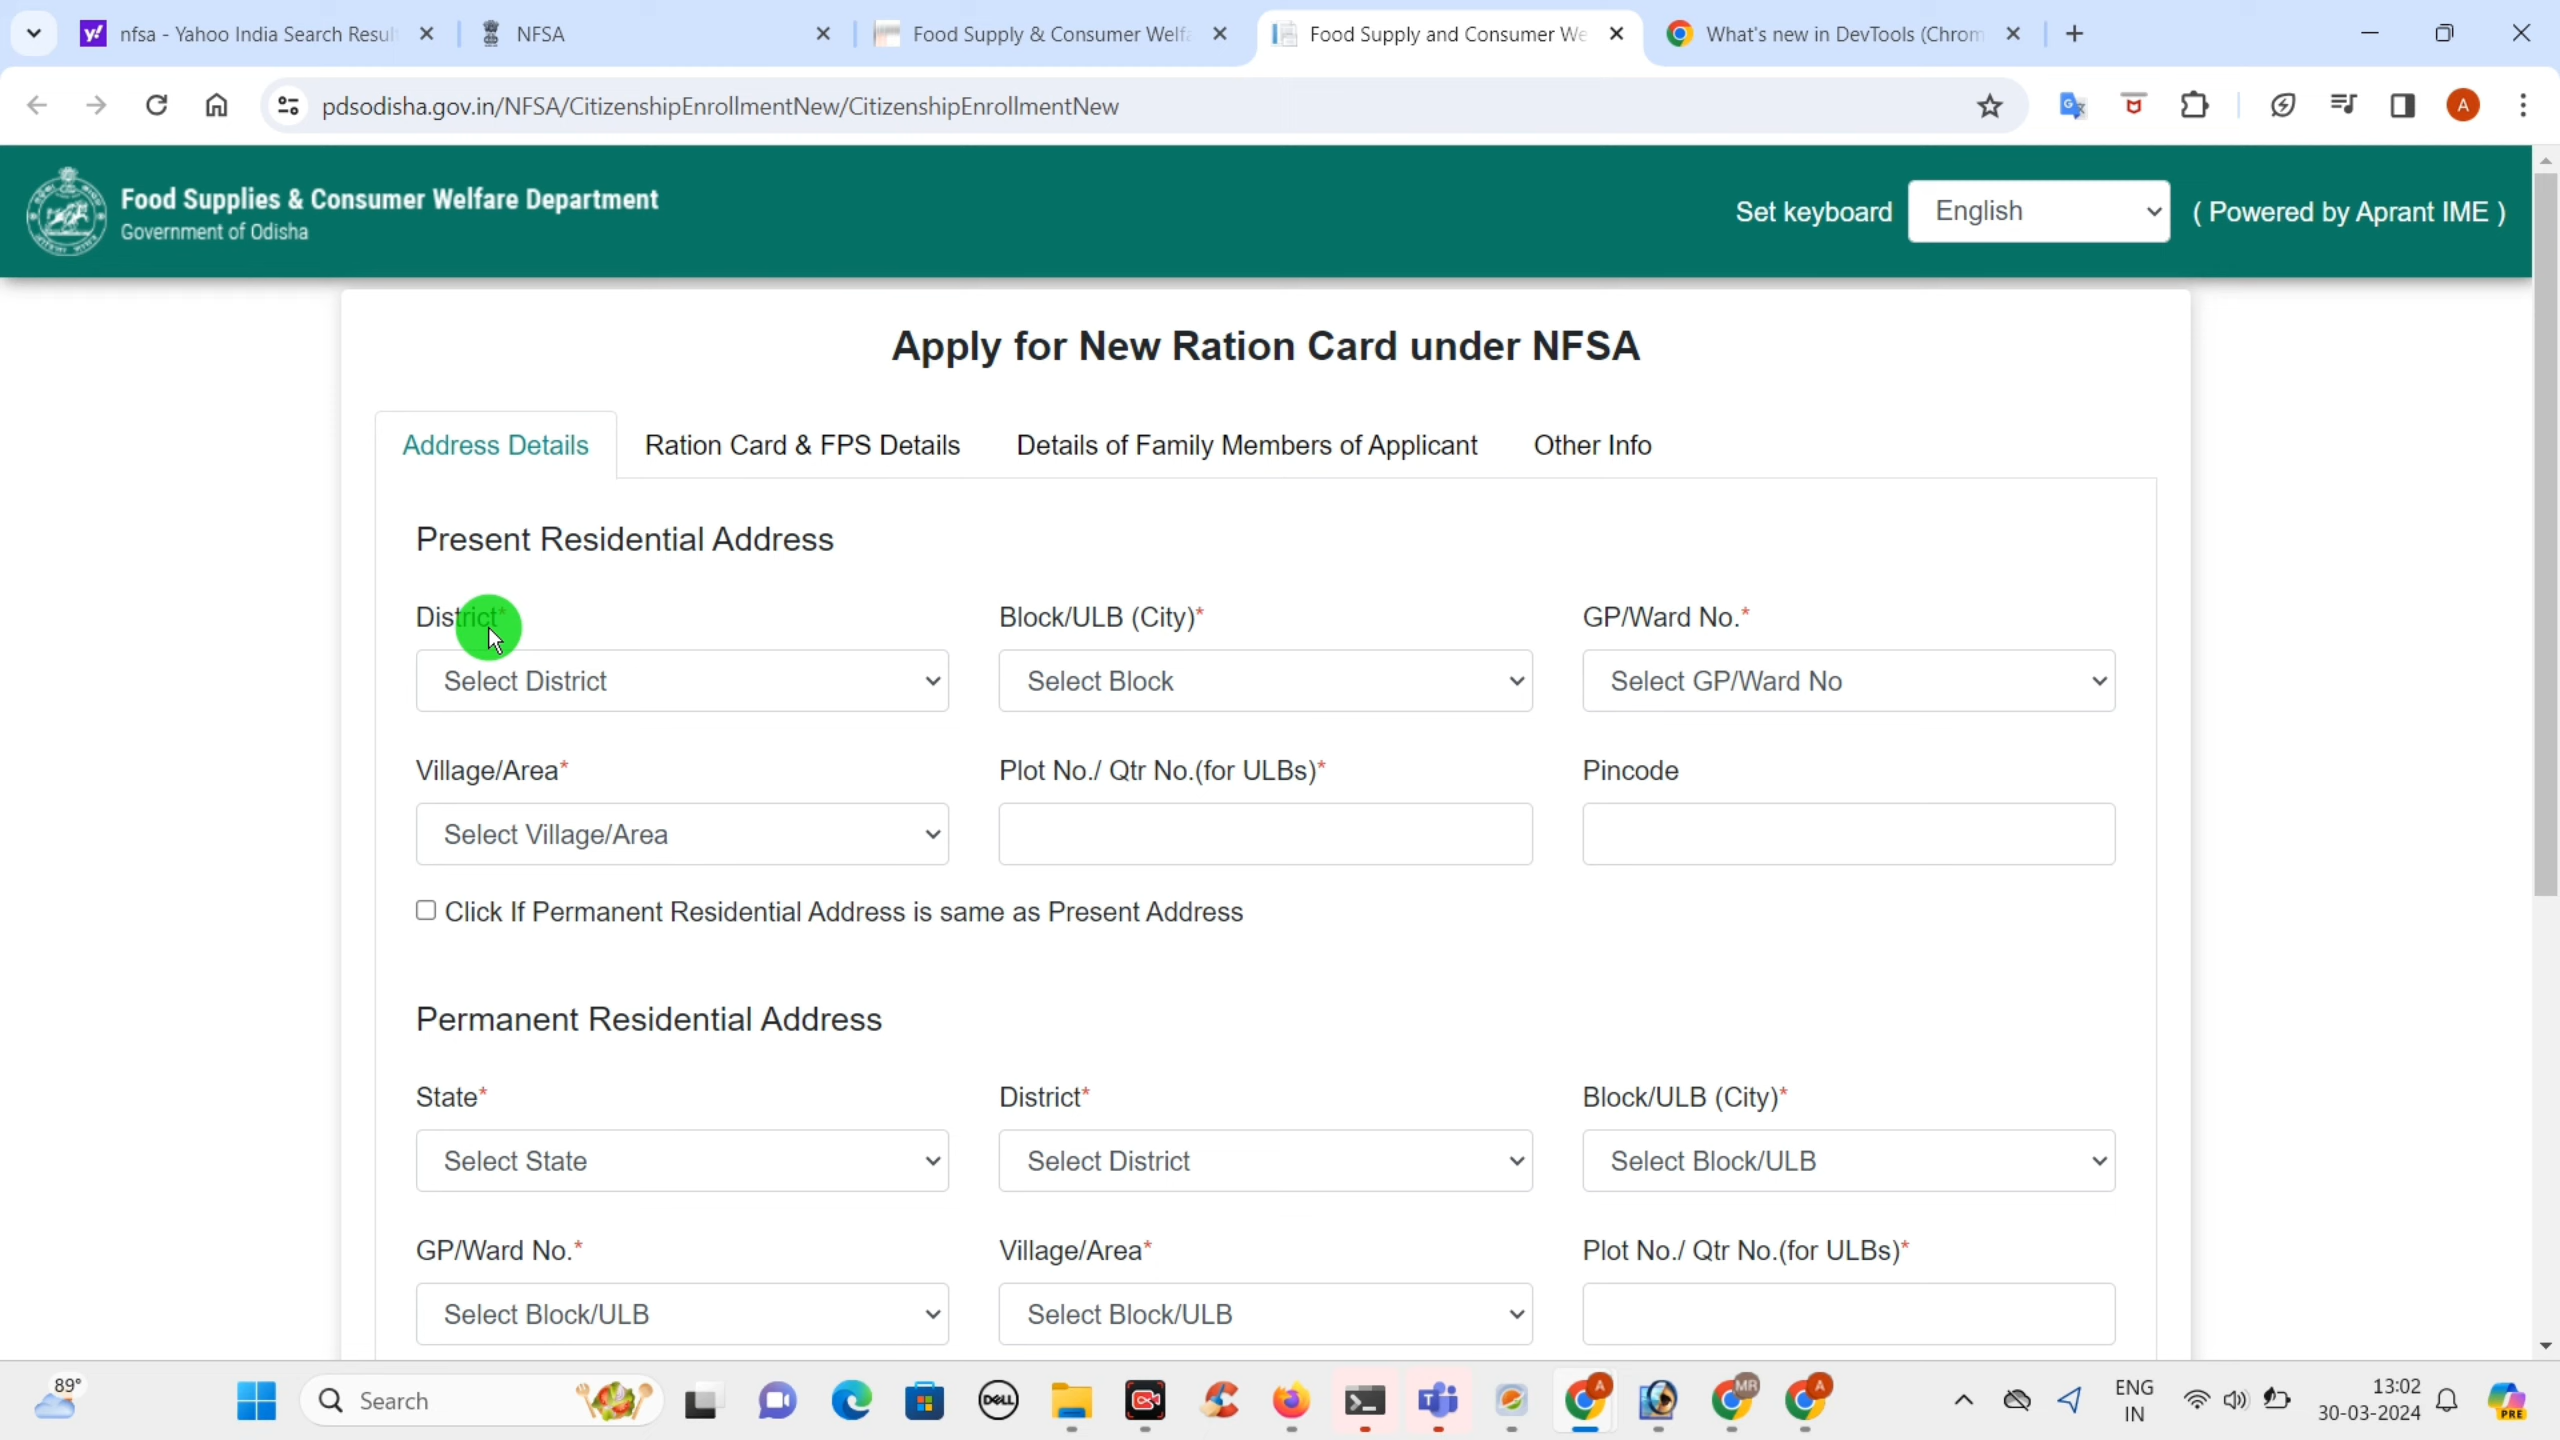 nfsa - Yahoo India Search Resul
NFSA
Food Supply & Consumer Welfa
Food Supply and Consumer We
What's new in DevTools (Chrom
pdsodisha.gov.in/NFSA/CitizenshipEnrollmentNew/CitizenshipEnrollmentNew
A
Food Supplies & Consumer Welfare Department
Government of Odisha
Set keyboard English ( Powered by Aprant IME )
Apply for New Ration Card under NFSA
Address Details Ration Card & FPS Details Details of Family Members of Applicant Other Info
Present Residential Address
District* Block/ULB (City)* GP/Ward No.*
Select District Select Block Select GP/Ward No
Village/Area* Plot No./ Qtr No.(for ULBs)* Pincode
Select Village/Area
Click If Permanent Residential Address is same as Present Address
Permanent Residential Address
State* District* Block/ULB (City)*
Select State Select District Select Block/ULB
GP/Ward No.* Village/Area* Plot No./ Qtr No.(for ULBs)*
Select Block/ULB Select Block/ULB
89°
Search
DELL
A
MR
A
ENG
IN
13:02
30-03-2024
PRE